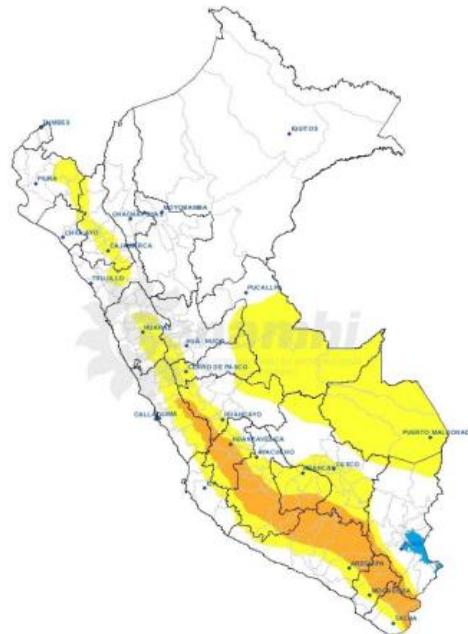 TUMBES
IQUITOS
PIURA
CHACHAPOYAS
MOYOBAMBA
CHICLAYO
CAJAMARCA
TRUJILLO
PUCALLPA
HUARAZ
CERRO DE PASCO
CALLAO
LIMA
HUANCAYO
PUERTO MALDONADO
HUANCAVELICA
AYACUCHO
CUSCO
ABANCAY
AREQUIPA
MOQUEGUA
TACNA